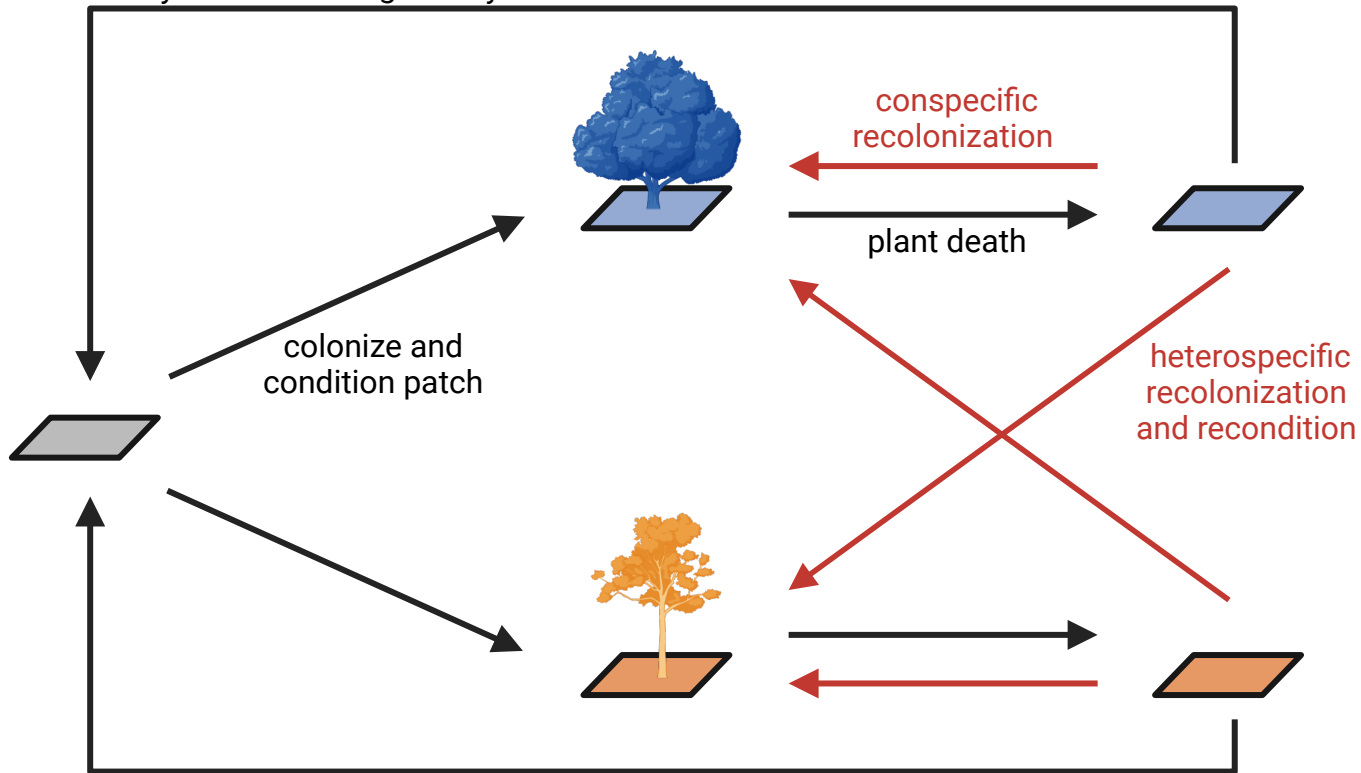 conspecific
recolonization
plant death
colonize and
condition patch
heterospecific
recolonization
and recondition